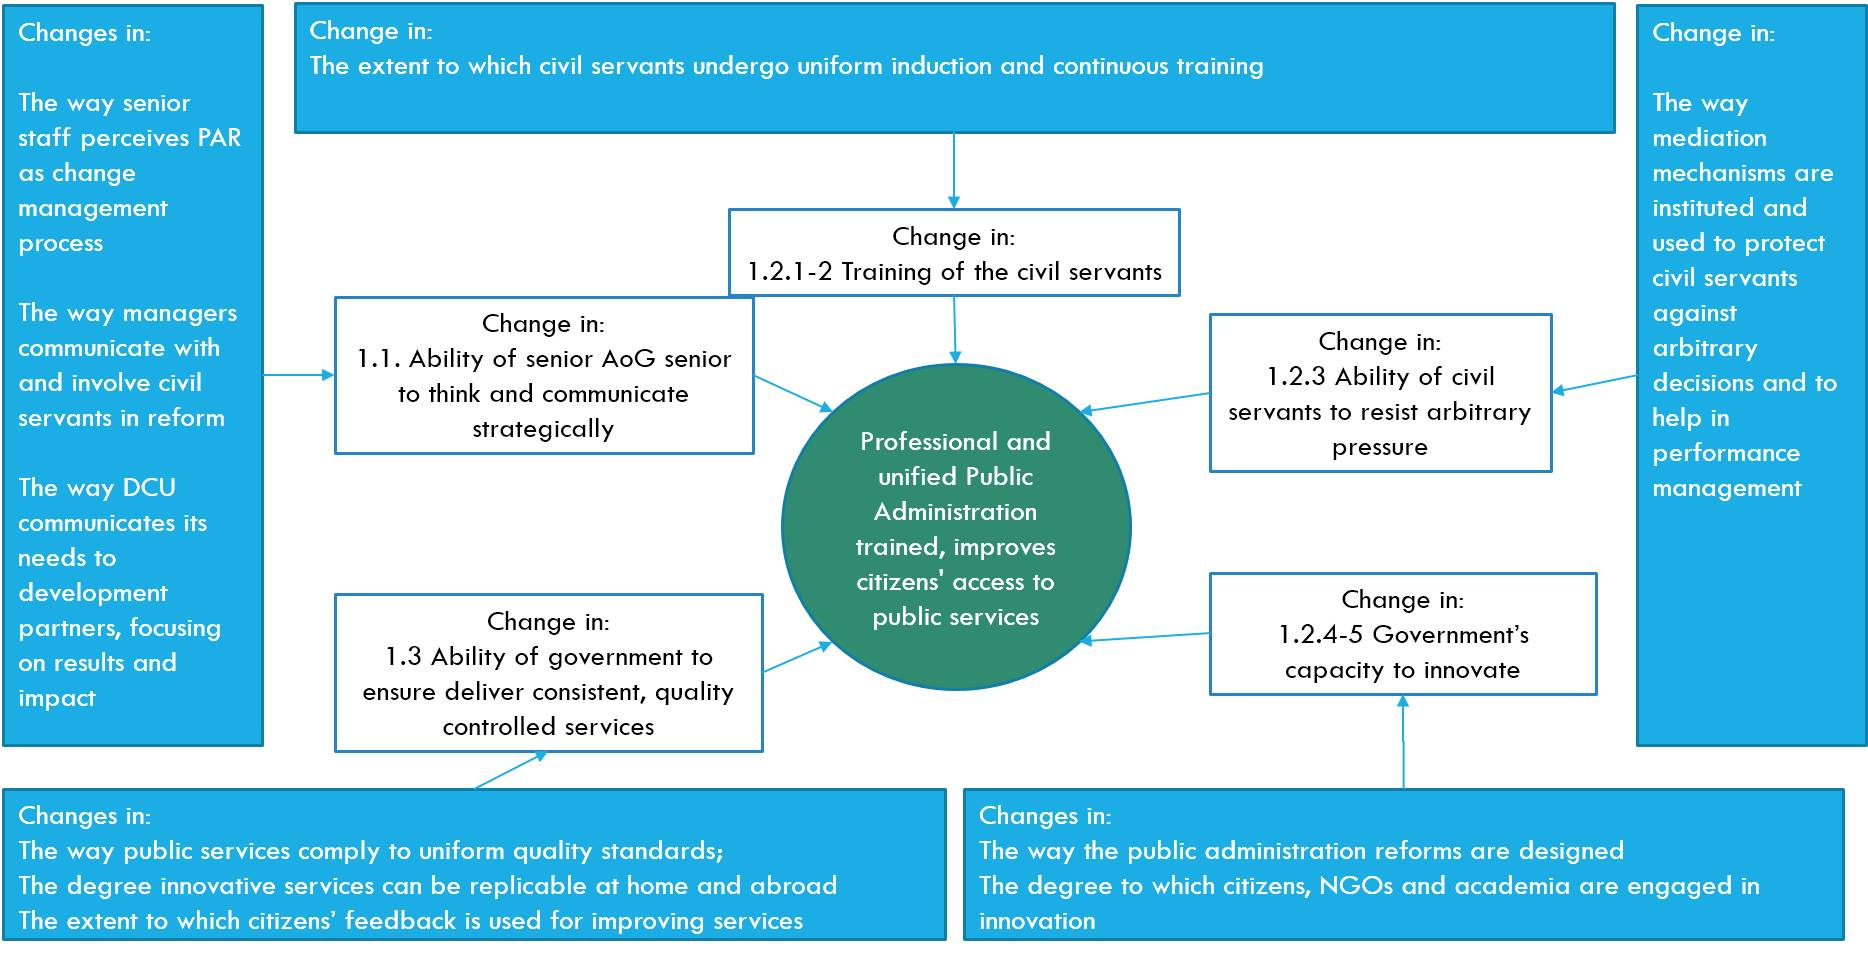 Changes in:
The way senior
staff perceives PAR
as change
management
process
The way managers
communicate with
and involve civil
servants in reform
The way DCU
communicates its
needs to
development
partners, focusing
on results and
impact
Change in:
The extent to which civil servants undergo uniform induction and continuous training
Change in:
The way
mediation
mechanisms are
instituted and
used to protect
civil servants
against
arbitrary
decisions and to
help in
performance
management
Change in:
1.2.1-2 Training of the civil servants
Change in:
1.1. Ability of senior AoG senior
to think and communicate
strategically
Change in:
1.2.3 Ability of civil
servants to resist arbitrary
pressure
Professional and
unified Public
Administration
trained, improves
citizens' access to
public services
Change in:
1.3 Ability of government to
ensure deliver consistent, quality
controlled services
Change in:
1.2.4-5 Government’s
capacity to innovate
Changes in:
The way public services comply to uniform quality standards;
The degree innovative services can be replicable at home and abroad
The extent to which citizens’ feedback is used for improving services
Changes in:
The way the public administration reforms are designed
The degree to which citizens, NGOs and academia are engaged in
innovation